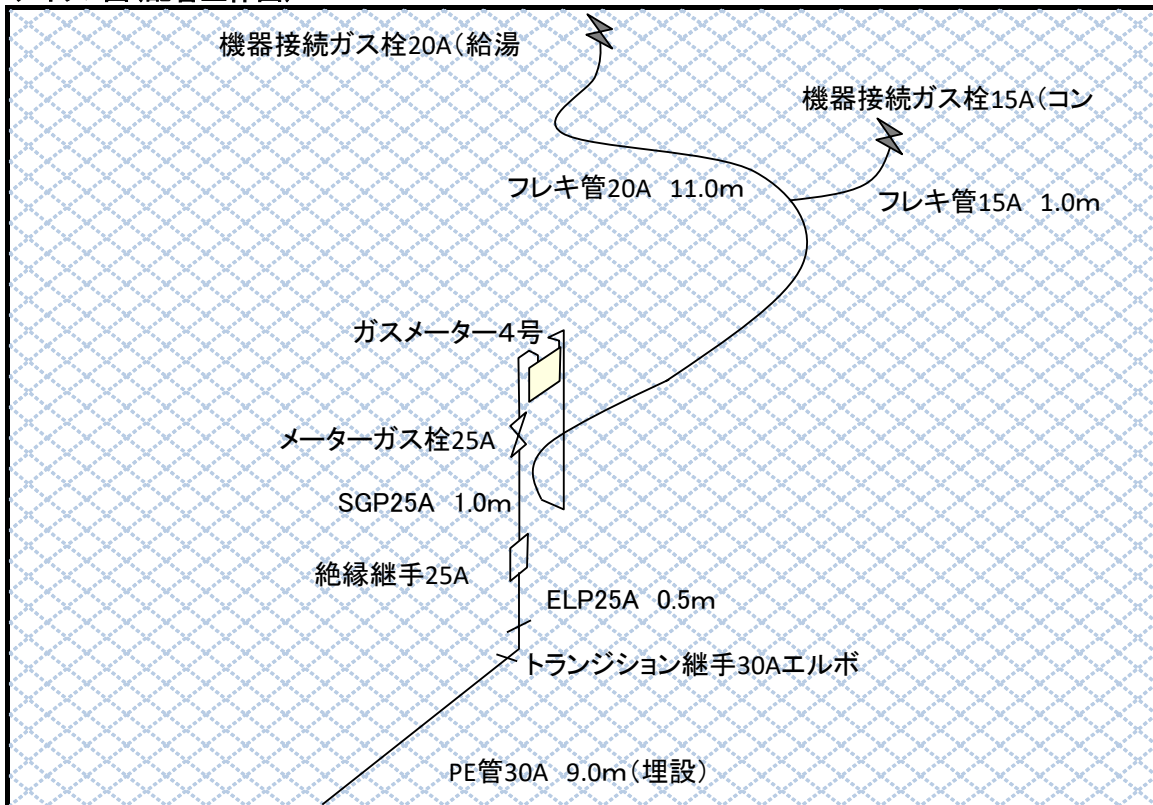 機器接続ガス栓20A（給湯
機器接続ガス栓15A（コン
フレキ管20A 11.0m
フレキ管15A 1.0m
ガスメーター４号
メーターガス栓25A
SGP25A 1.0m
絶縁継手25A
ELP25A 0.5m
トランジション継手30Aエルボ
PE管30A 9.0m（埋設）